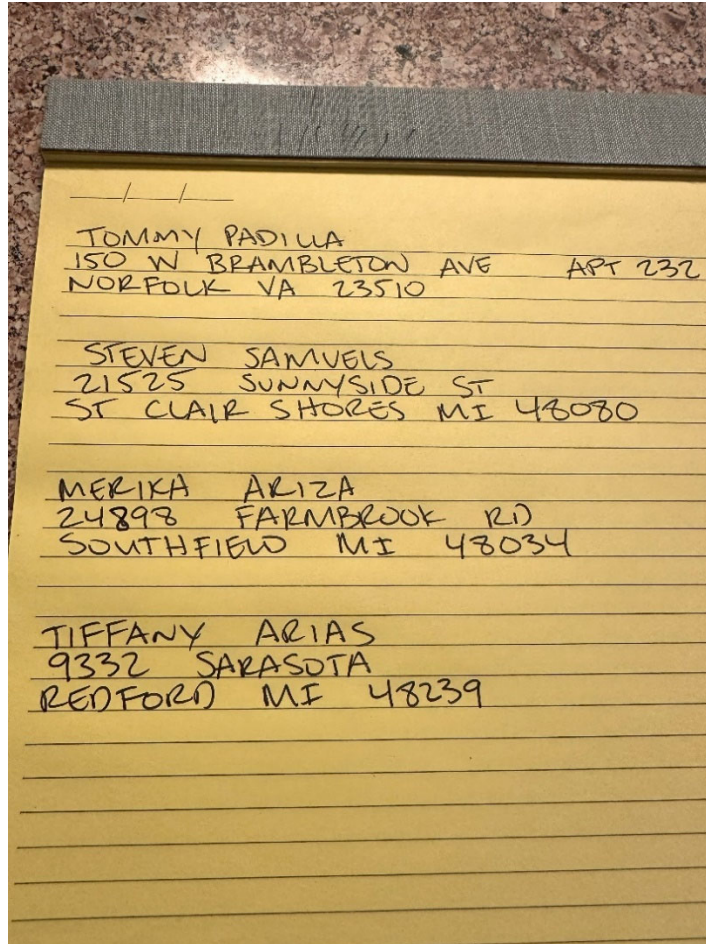 TOMMY PADILLA
150 W BRAMBLETON AVE APT 232
NORFOLK VA 23510
STEVEN SAMUELS
21525 SUNNYSIDE ST
ST CLAIR SHORES MI 48080
MERIKA ARIZA
24898 FARMBROOK RD
SOUTHFIELD MI 48034
TIFFANY ARIAS
9332 SARASOTA
REDFORD MI 48239